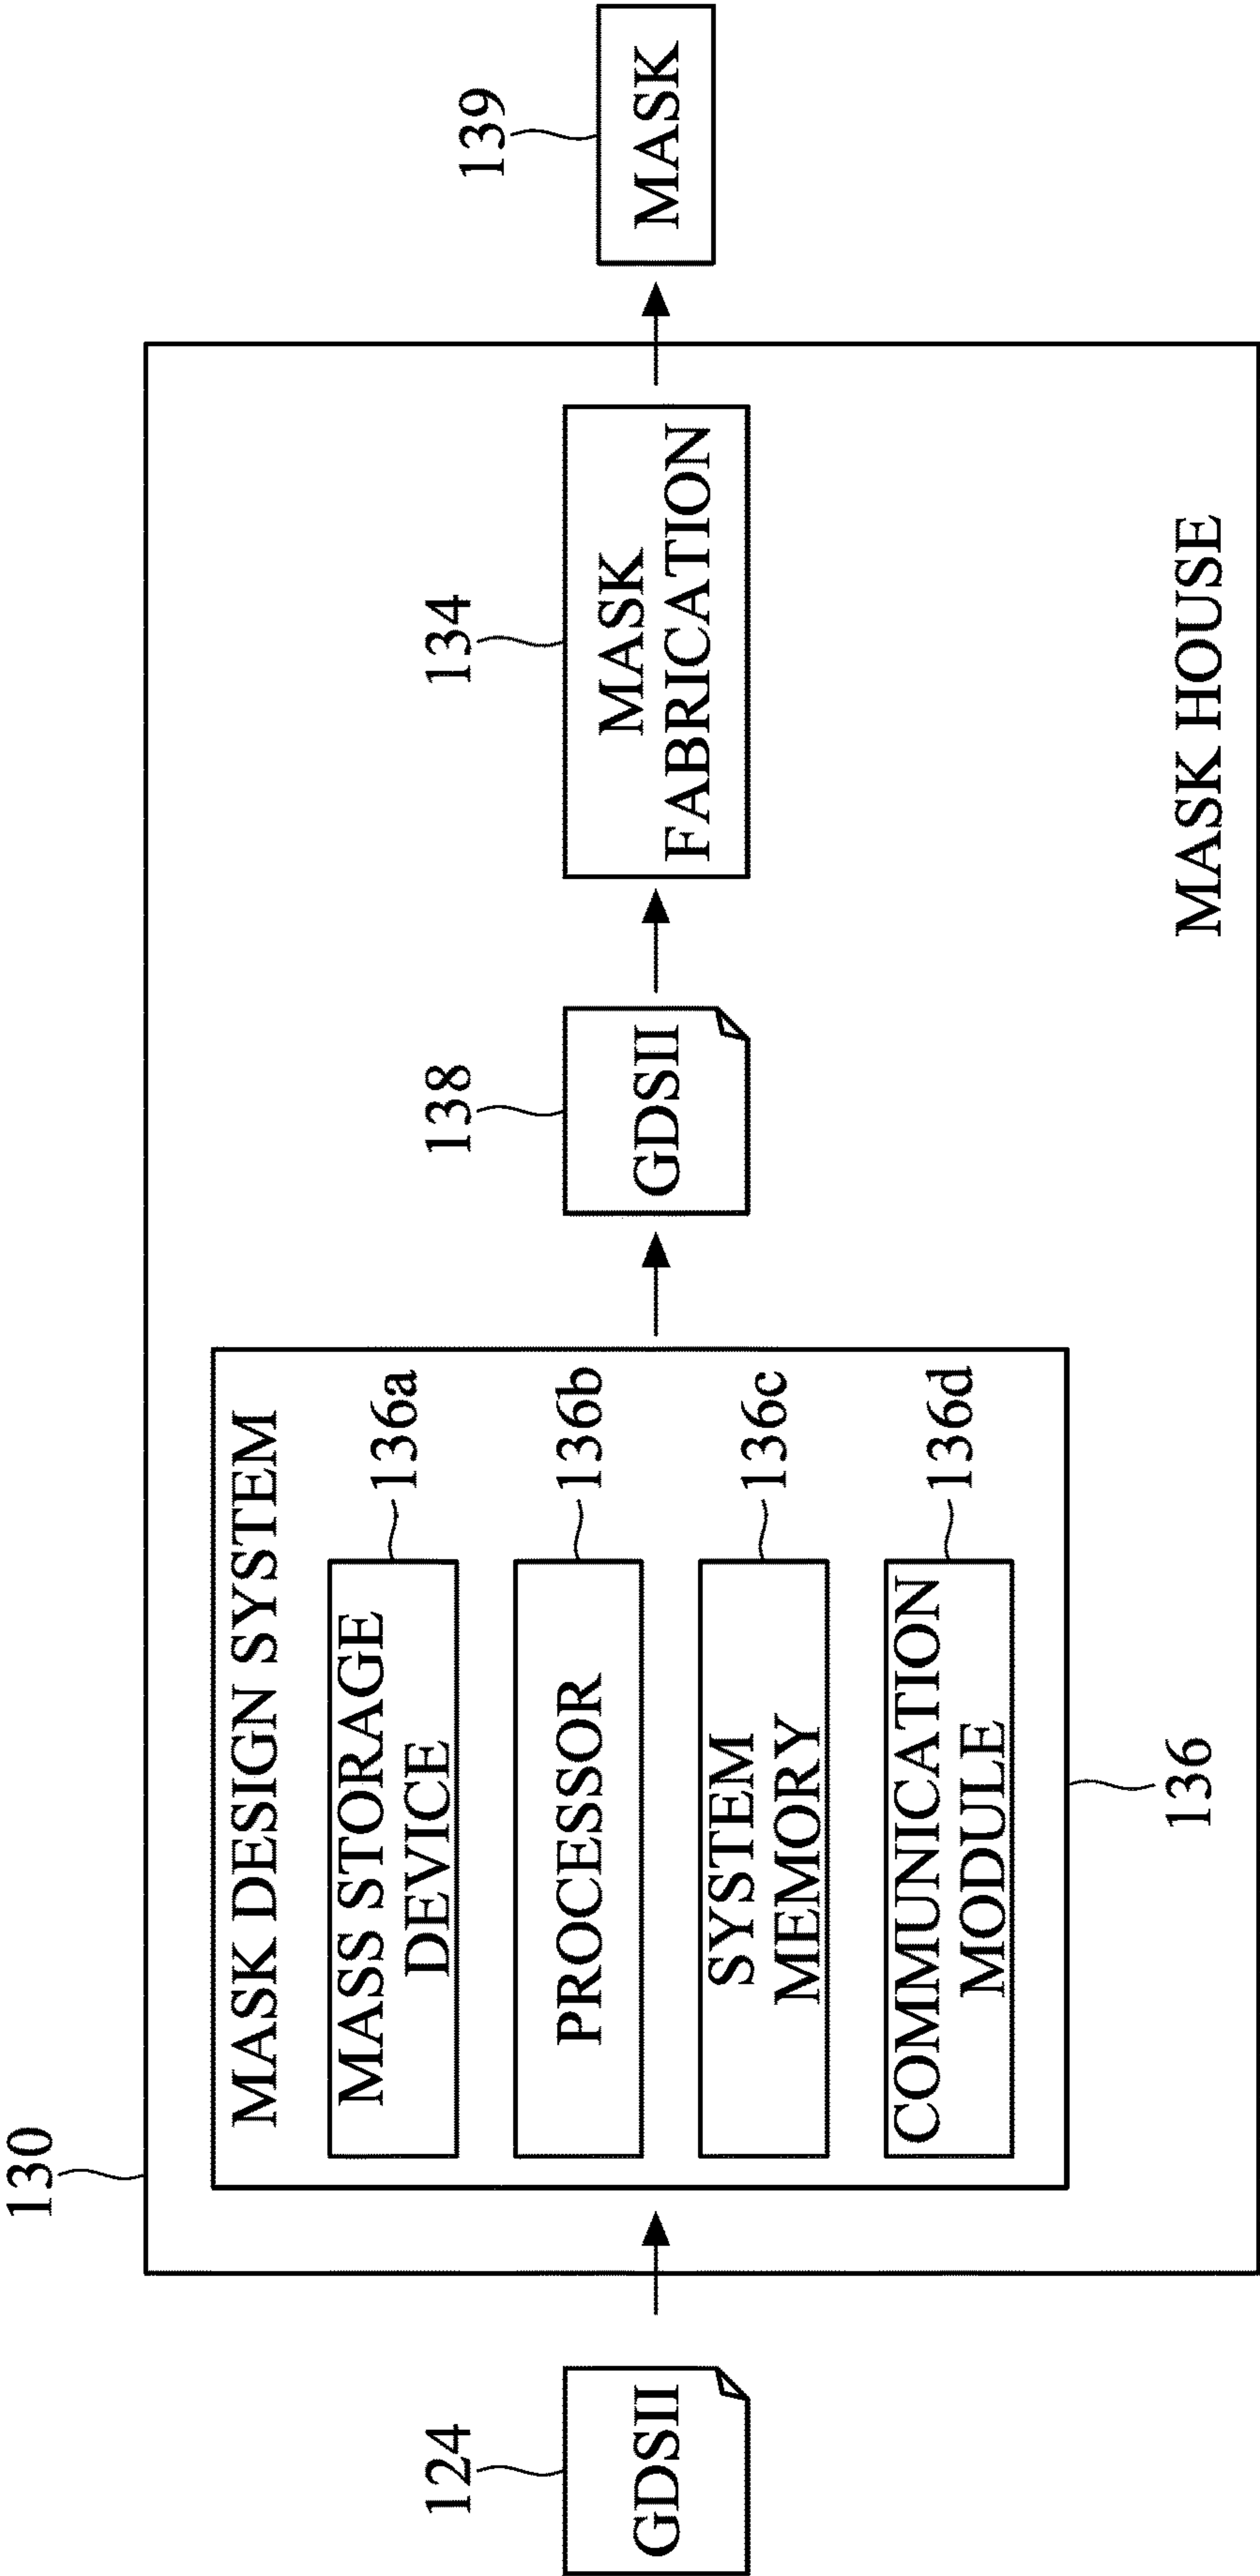 130
124
GDSII
MASK DESIGN SYSTEM
MASS STORAGE
DEVICE
136a
PROCESSOR
136b
SYSTEM
MEMORY
136c
COMMUNICATION
MODULE
136d
136
138
GDSII
134
MASK
FABRICATION
MASK HOUSE
139
MASK